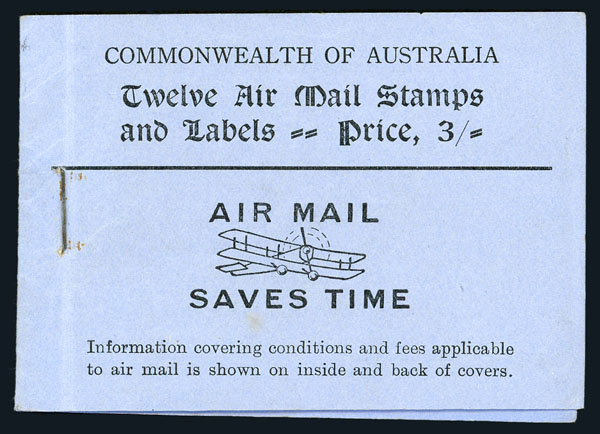 COMMONWEALTH OF AUSTRALIA
Twelve Air Mail Stamps
and Labels == Price, 3/=
AIR MAIL
SAVES TIME
Information covering conditions and fees applicable
to air mail is shown on inside and back of covers.